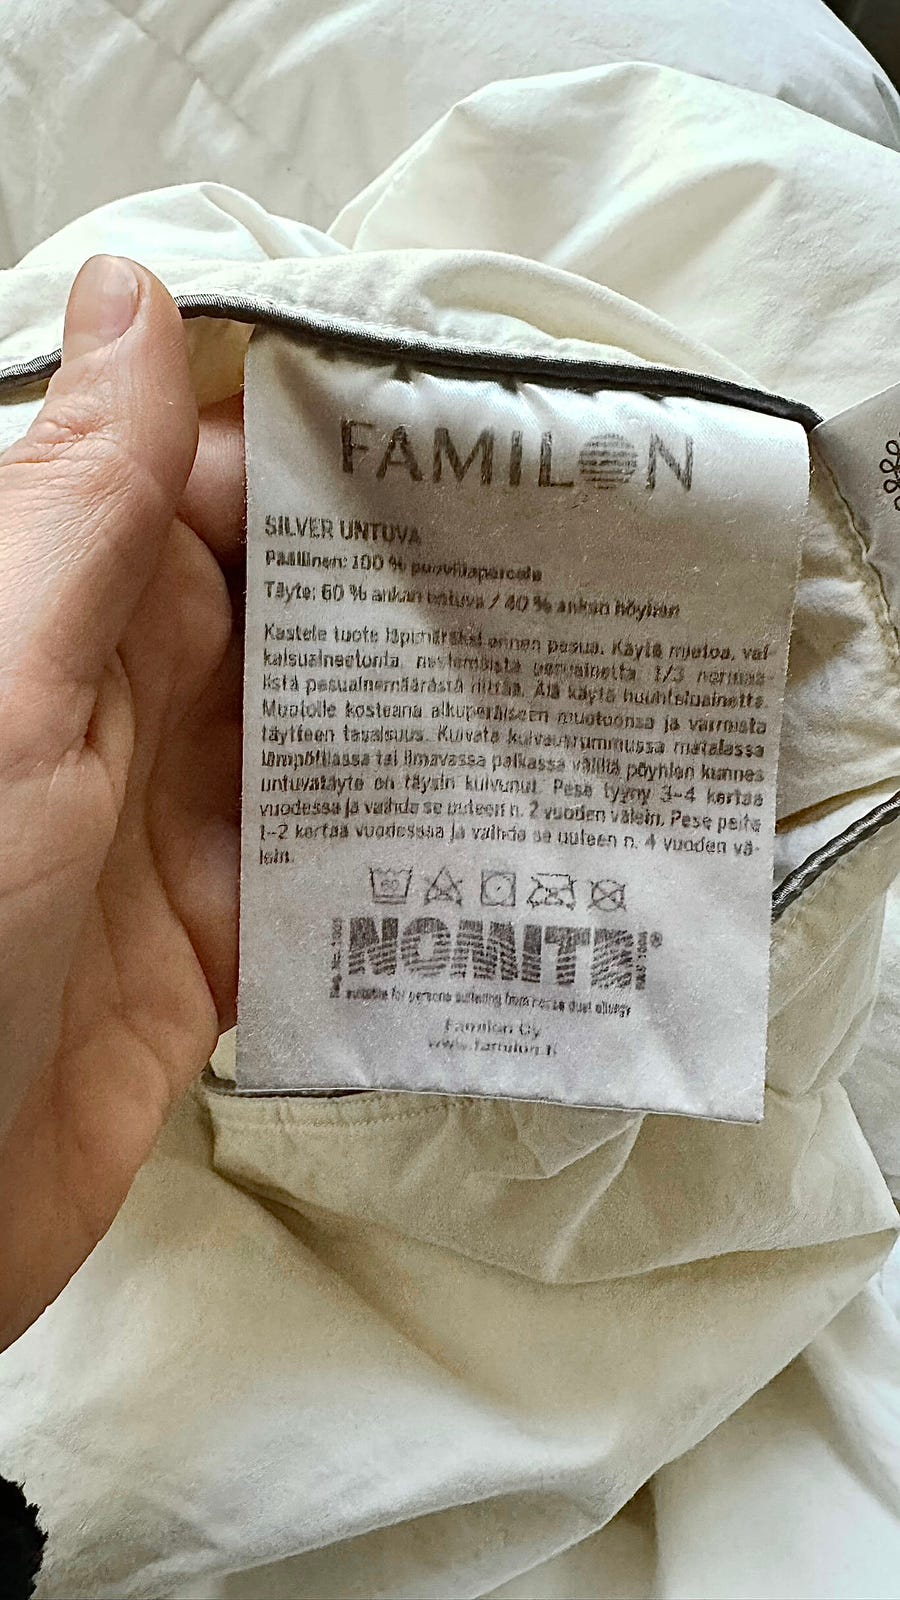 FAMILON
SILVER UNTUVA
Päällinen: 100 % puuvillapercale
Täyte: 60 % ankan untuva / 40 % ankan höyhen
Kastele tuote läpimäräksi ennen pesua. Käytä mietoa, val-
kaisuaineetonta, nestemäistä pesuainetta. 1/3 normaa-
listä pesuainemäärästä riittää. Älä käytä huuhteluainetta.
Muotoile kosteana alkuperäiseen muotoonsa ja varmista
täytteen tasaisuus. Kuivata kuivausrummussa matalassa
lämpötilassa tai ilmavassa paikassa välillä pöyhien kunnes
untuvatäyte on täysin kuivunut. Pese tyyny 3-4 kertaa
vuodessa ja vaihda se uuteen n. 2 vuoden välein. Pese peite
1-2 kertaa vuodessa ja vaihda se uuteen n. 4 vuoden vä-
lein.
60
NOMITE®
suitable for persons suffering from house dust allergy
Familon Oy
www.familon.fi